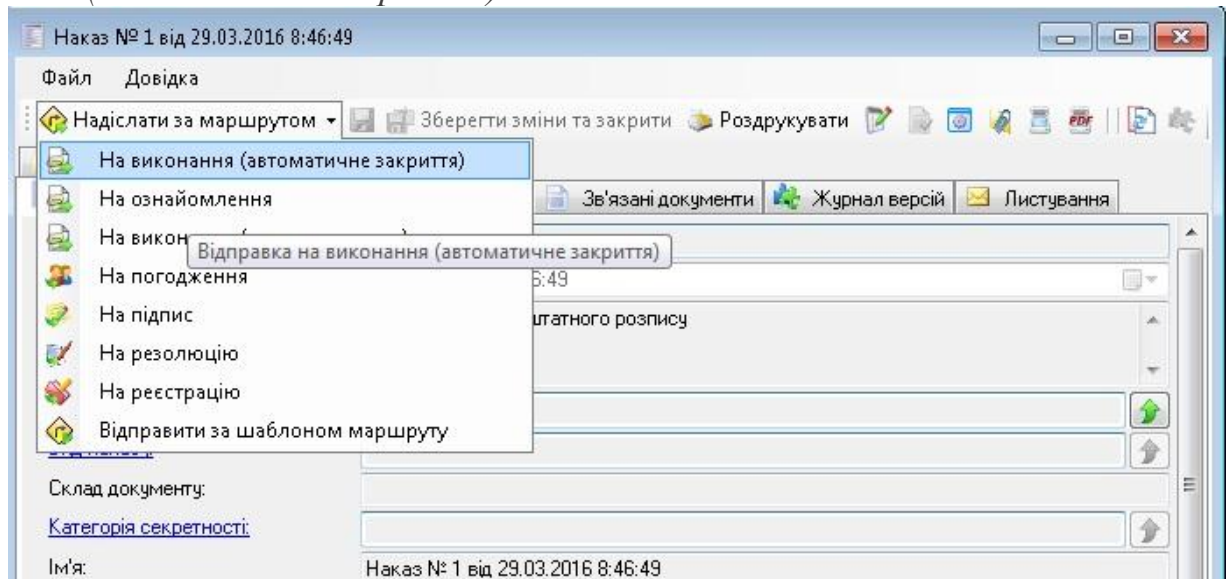 Наказ № 1 від 29.03.2016 8:46:49
Файл Довідка
Надіслати за маршрутом Зберегти зміни та закрити Роздрукувати PDF
На виконання (автоматичне закриття)
На ознайомлення Зв'язані документи Журнал версій Листування
На викон
Відправка на виконання (автоматичне закриття)
На погодження 6:49
На підпис штатного розпису
На резолюцію
На реєстрацію
Відправити за шаблоном маршруту
Склад документу:
Категорія секретності:
Ім'я: Наказ № 1 від 29.03.2016 8:46:49